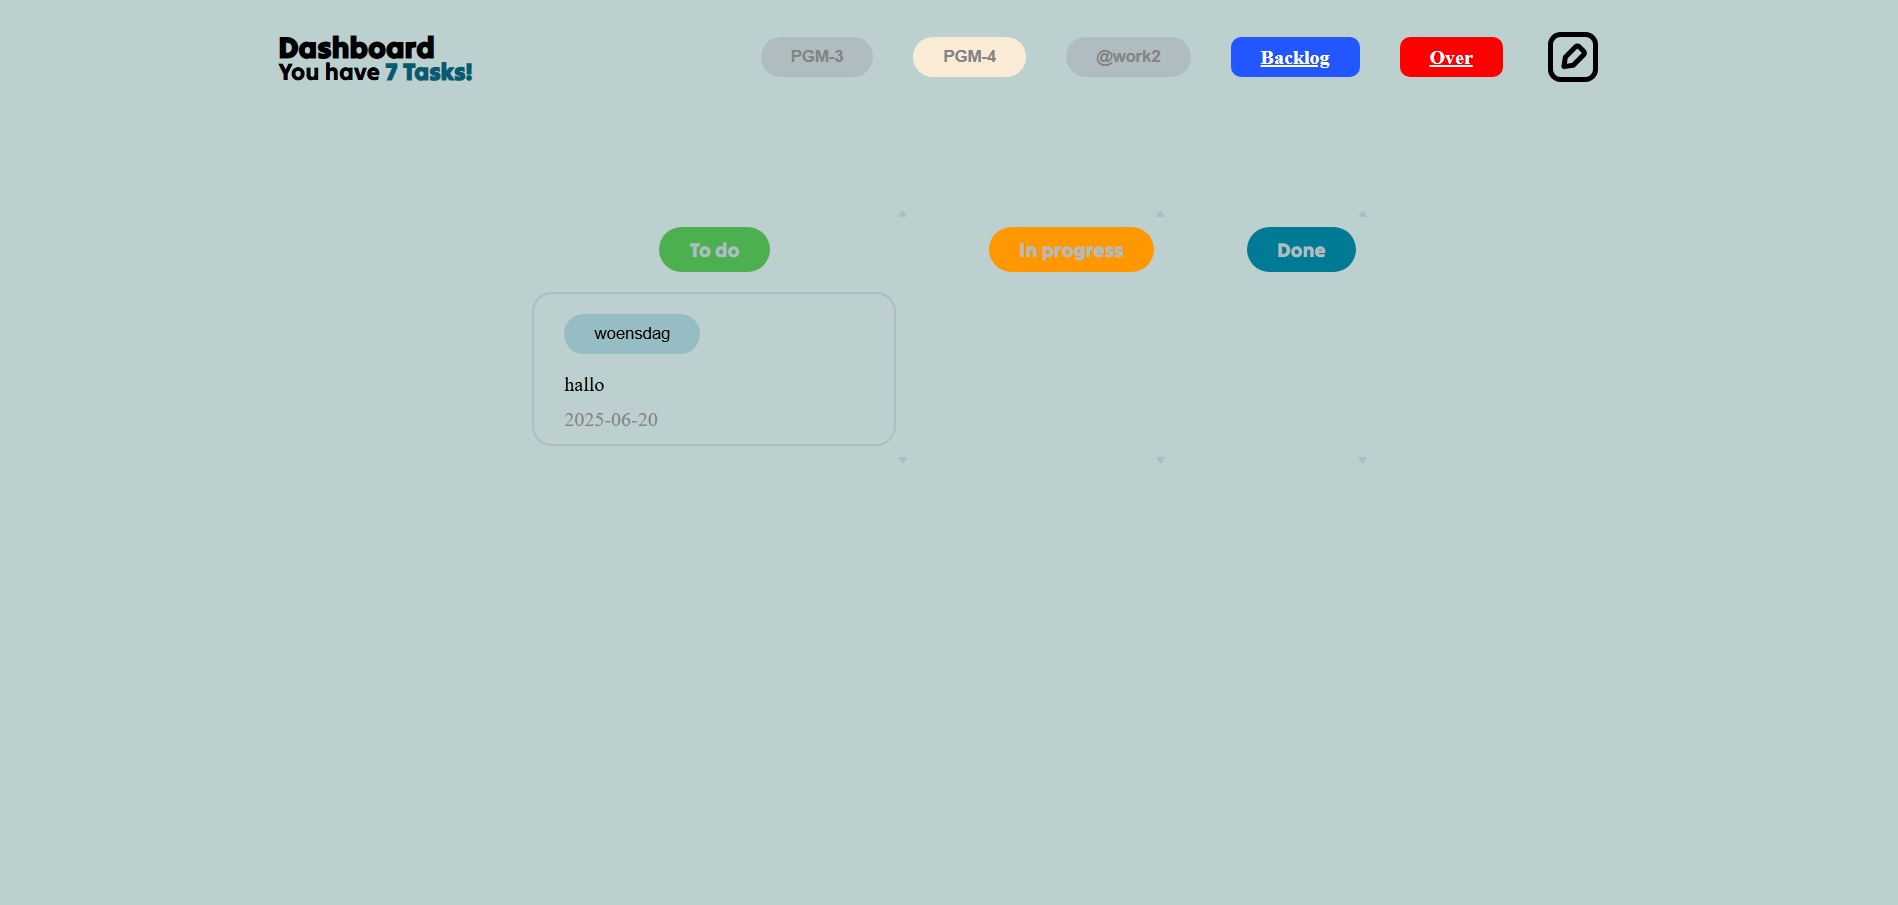 Dashboard
You have 7 Tasks!
PGM-3
PGM-4
@work2
Backlog
Over
To do
In progress
Done
woensdag
hallo
2025-06-20